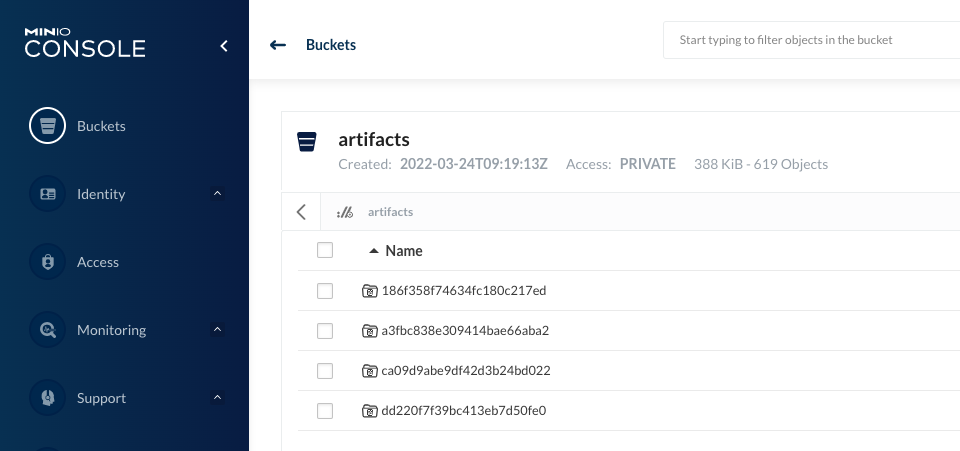 MINIO
CONSOLE
Buckets
Identity
Access
Monitoring
Support
Buckets
Start typing to filter objects in the bucket
artifacts
Created: 2022-03-24T09:19:13Z Access: PRIVATE 388 KiB - 619 Objects
artifacts
Name
186f358f74634fc180c217ed
a3fbc838e309414bae66aba2
ca09d9abe9df42d3b24bd022
dd220f7f39bc413eb7d50fe0